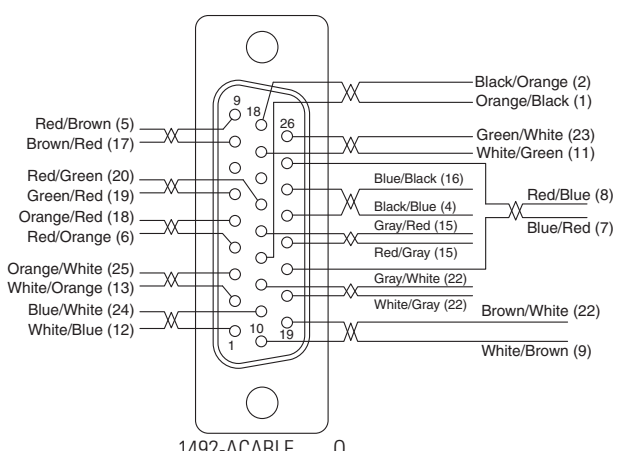 Black/Orange (2)
Orange/Black (1)
9
18
26
Red/Brown (5)
Brown/Red (17)
Green/White (23)
White/Green (11)
Red/Green (20)
Green/Red (19)
Blue/Black (16)
Black/Blue (4)
Red/Blue (8)
Blue/Red (7)
Orange/Red (18)
Red/Orange (6)
Gray/Red (15)
Red/Gray (15)
Orange/White (25)
White/Orange (13)
Gray/White (22)
White/Gray (22)
Blue/White (24)
White/Blue (12)
Brown/White (22)
White/Brown (9)
1
10
19
1492-ACABLE Q